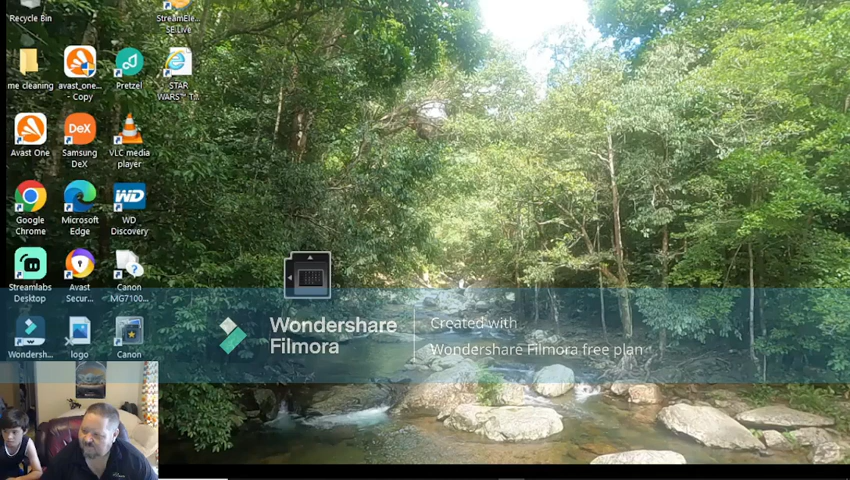 Recycle Bin
StreamEle...
SE.Live
me cleaning
avast_one...
- Copy
Pretzel
STAR
WARS™ T...
Avast One
Samsung
DeX
VLC media
player
Google
Chrome
Microsoft
Edge
WD
Discovery
Streamlabs
Desktop
Avast
Secur...
Canon
MG7100...
Wondersh...
logo
Canon
DeX
WD
Wondershare
Filmora
Created with
Wondershare Filmora free plan